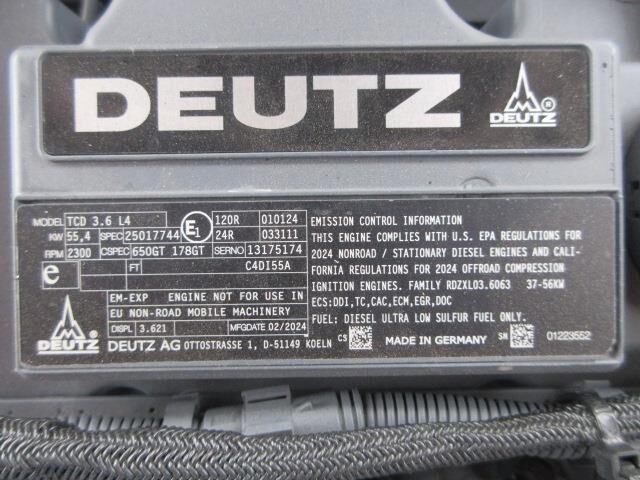 DEUTZ
DEUTZ®
MODEL TCD 3.6 L4
KW 55,4 SPEC 25017744
RPM 2300 CSPEC 650GT 178GT
E1
120R 010124
24R 033111
SERNO 13175174
e FT C4DI55A
EM-EXP ENGINE NOT FOR USE IN
EU NON-ROAD MOBILE MACHINERY
DISPL 3.621 MFGDATE 02/2024
DEUTZ
DEUTZ AG OTTOSTRASSE 1, D-51149 KOELN
EMISSION CONTROL INFORMATION
THIS ENGINE COMPLIES WITH U.S. EPA REGULATIONS FOR
2024 NONROAD / STATIONARY DIESEL ENGINES AND CALI-
FORNIA REGULATIONS FOR 2024 OFFROAD COMPRESSION
IGNITION ENGINES. FAMILY RDZXL03.6063 37-56KW
ECS:DDI,TC,CAC,ECM,EGR,DOC
FUEL: DIESEL ULTRA LOW SULFUR FUEL ONLY.
CS MADE IN GERMANY SN 01223552